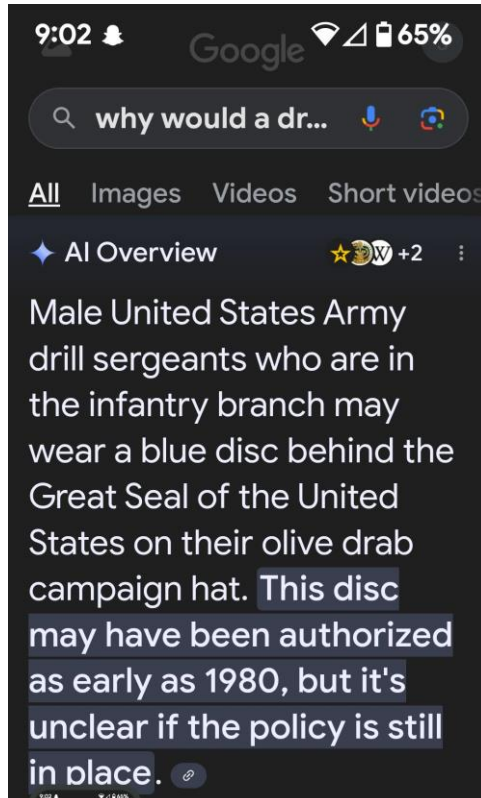 9:02 65%
Google
why would a dr...
All Images Videos Short videos
AI Overview +2
Male United States Army
drill sergeants who are in
the infantry branch may
wear a blue disc behind the
Great Seal of the United
States on their olive drab
campaign hat. This disc
may have been authorized
as early as 1980, but it's
unclear if the policy is still
in place.